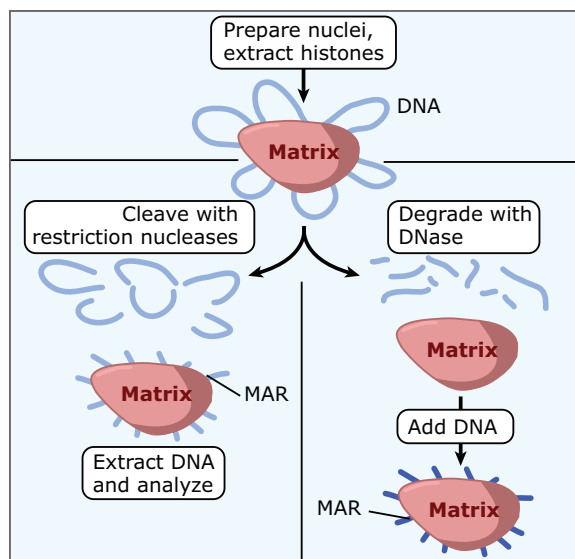 Prepare nuclei,
extract histones
DNA
Matrix
Cleave with
restriction nucleases
Matrix
MAR
Extract DNA
and analyze
Degrade with
DNase
Matrix
Add DNA
MAR
Matrix